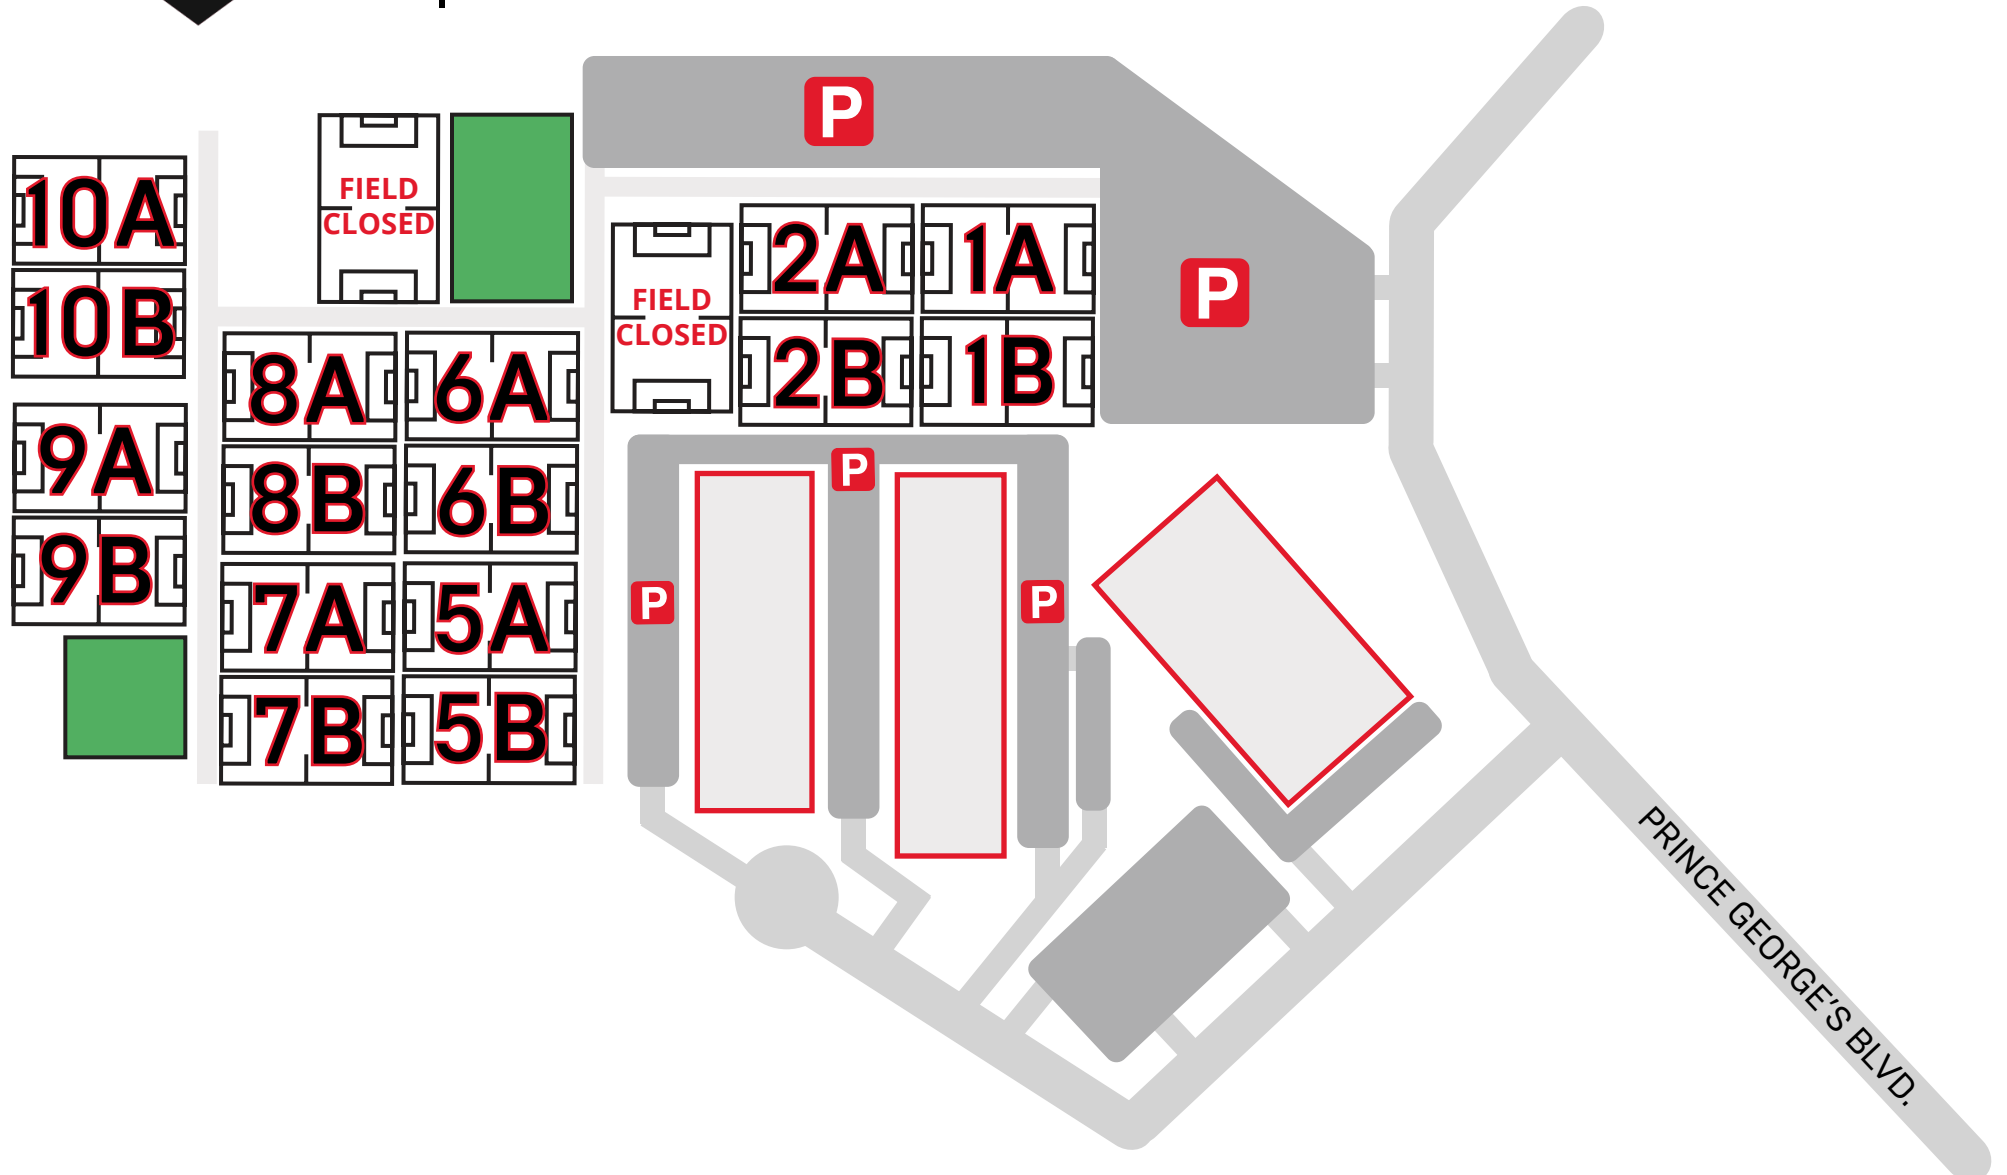 P
10A
FIELD
CLOSED
2A
1A
P
10B
FIELD
CLOSED
8A
6A
2B
1B
9A
8B
6B
P
9B
7A
5A
P
P
7B
5B
PRINCE GEORGE'S BLVD.